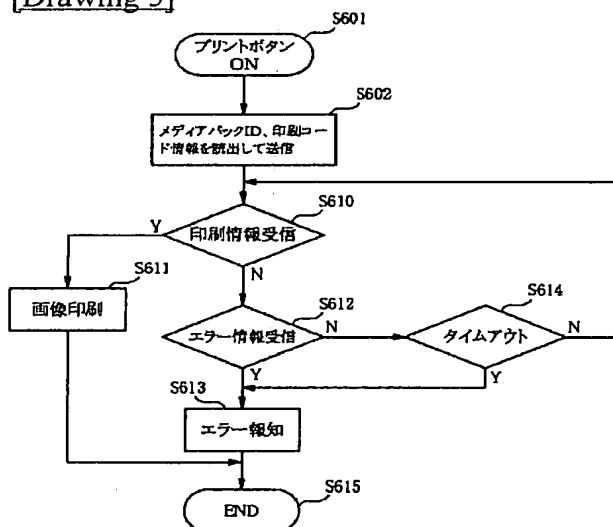 [Drawing 5]
S601
プリントボタン
ON
S602
メディアパックID、印刷コー
ド情報を読出して送信
S610
印刷情報受信
Y
N
S611
画像印刷
S612
エラー情報受信
N
Y
S614
タイムアウト
N
Y
S613
エラー報知
END
S615